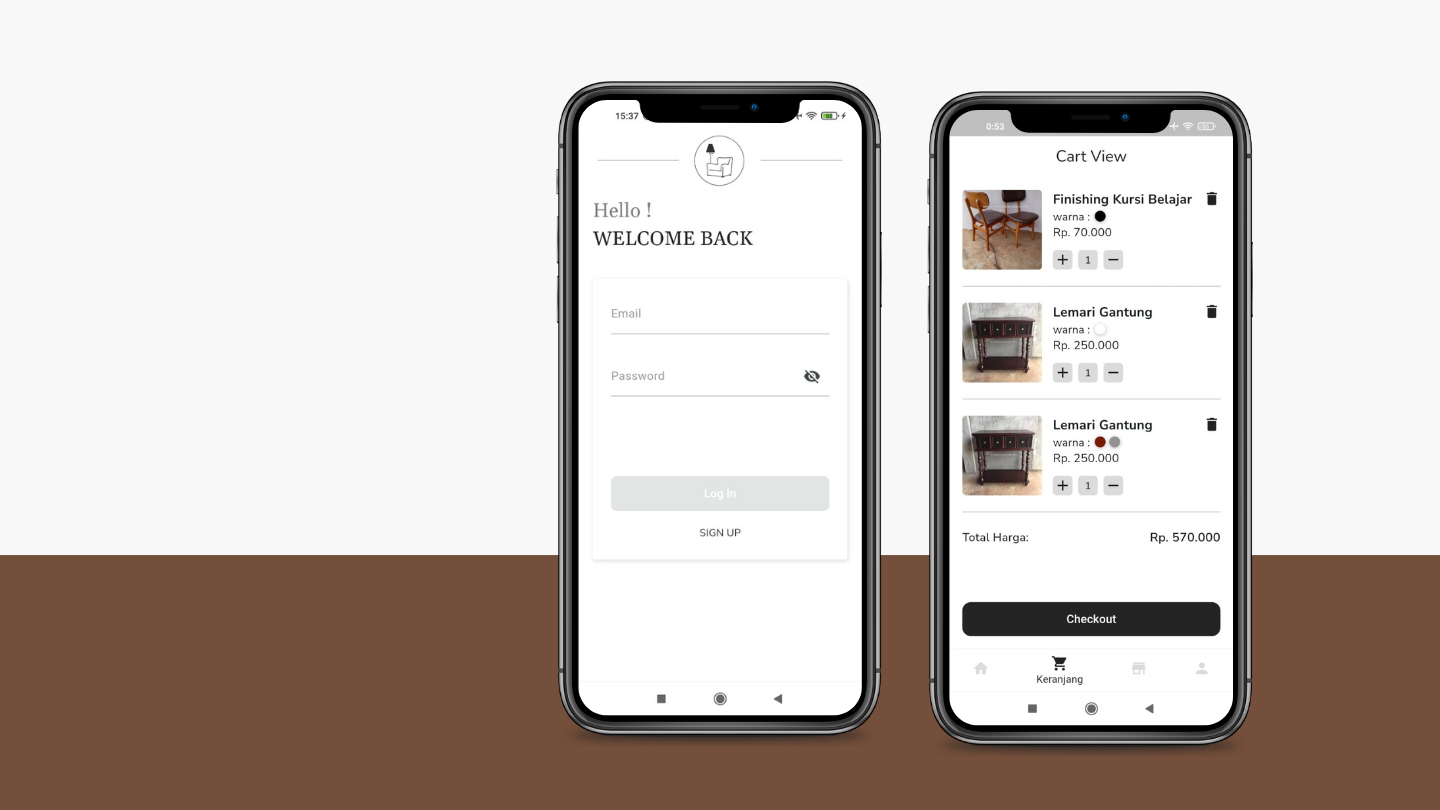 15:37
Hello !
WELCOME BACK
Email
Password
Log In
SIGN UP
0:53
Cart View
Finishing Kursi Belajar
warna :
Rp. 70.000
+ 1 −
Lemari Gantung
warna :
Rp. 250.000
+ 1 −
Lemari Gantung
warna :
Rp. 250.000
+ 1 −
Total Harga: Rp. 570.000
Checkout
Keranjang